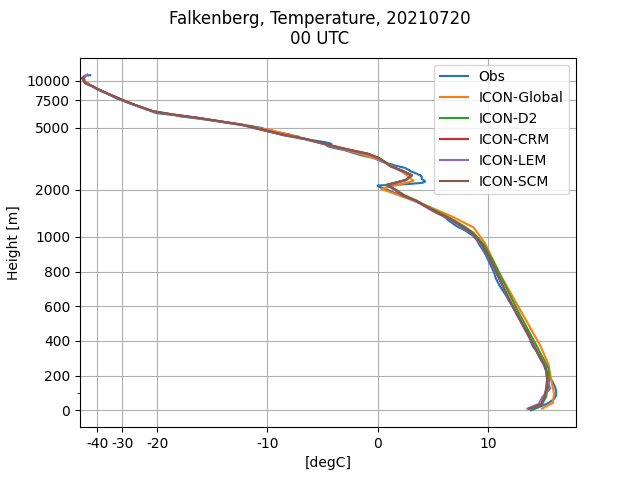 Falkenberg, Temperature, 20210720
00 UTC
Obs
ICON-Global
ICON-D2
ICON-CRM
ICON-LEM
ICON-SCM
10000
7500
5000
2000
1000
800
600
400
200
0
Height [m]
-40 -30 -20 -10 0 10
[degC]